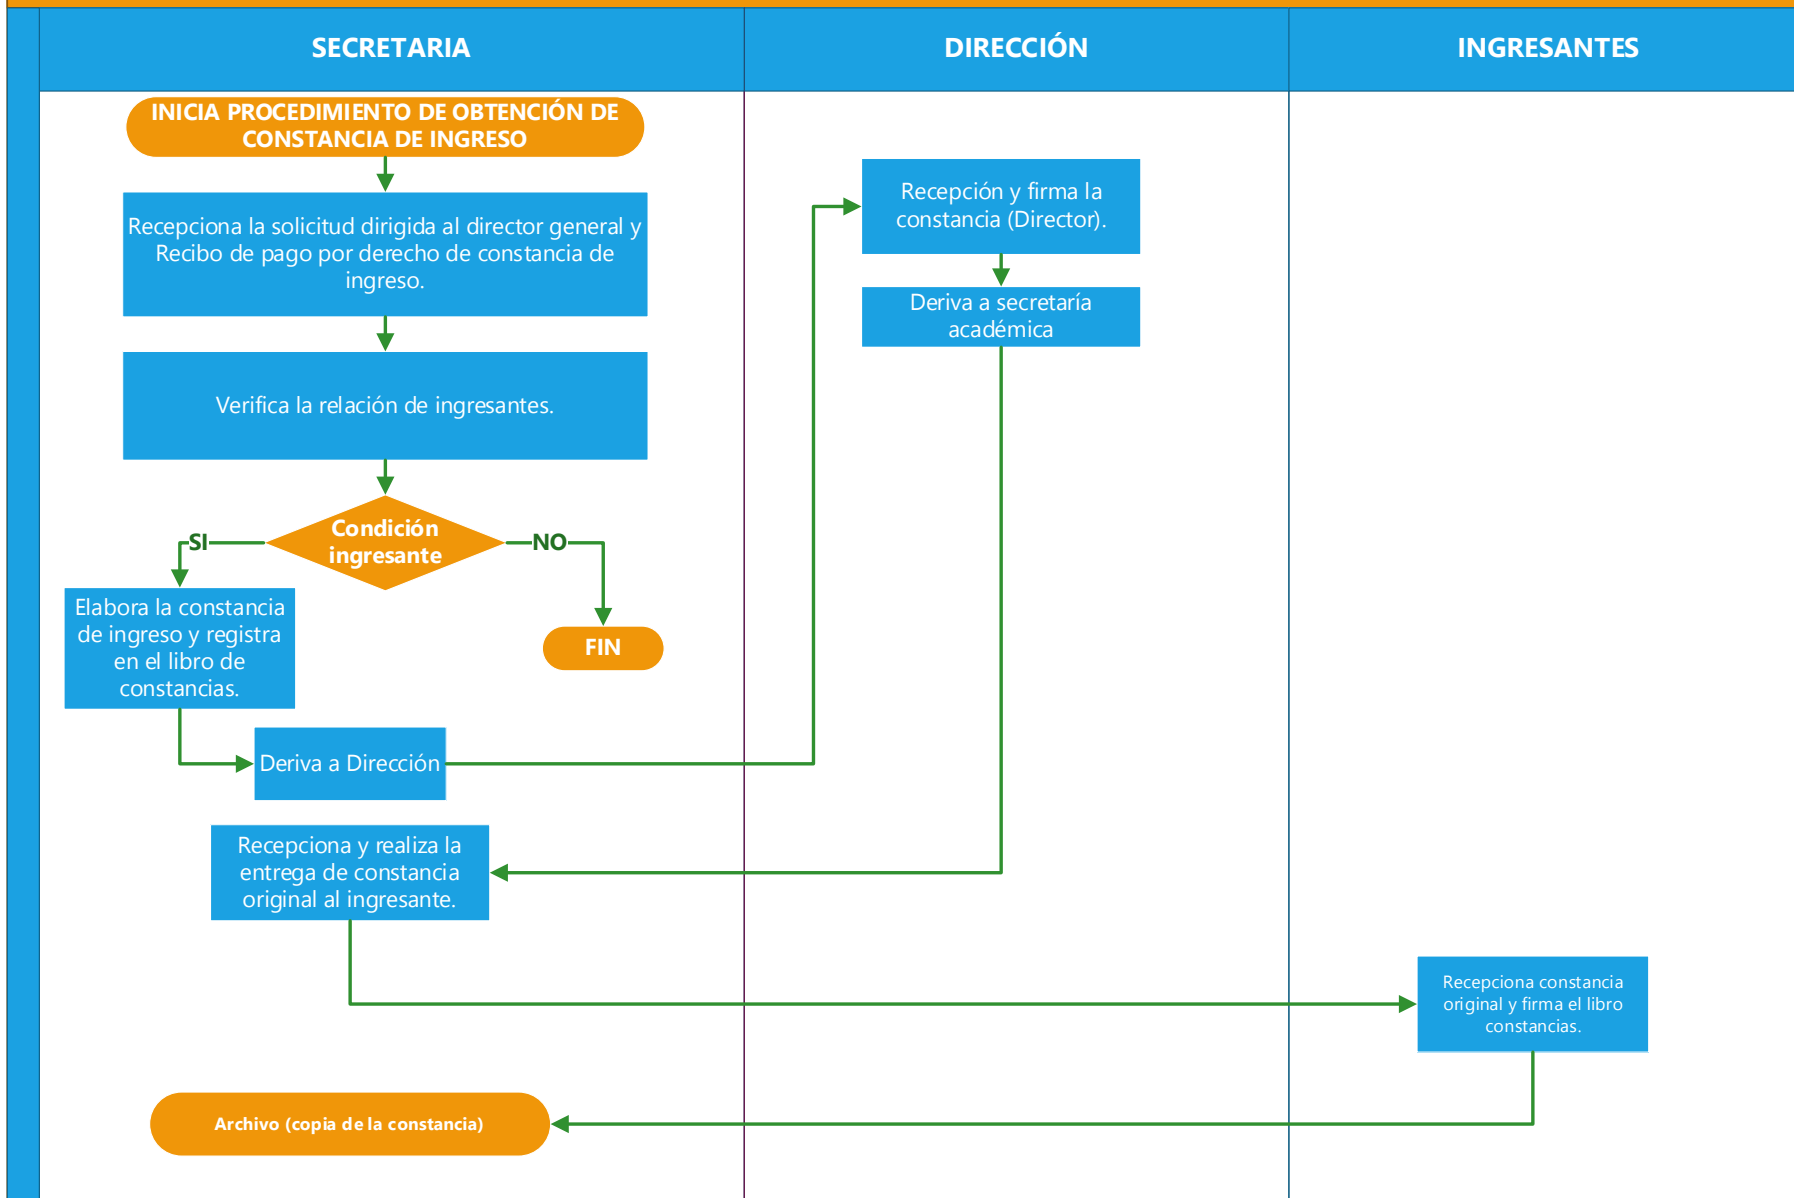 SECRETARIA
DIRECCIÓN
INGRESANTES
INICIA PROCEDIMIENTO DE OBTENCIÓN DE
CONSTANCIA DE INGRESO
Recepciona la solicitud dirigida al director general y
Recibo de pago por derecho de constancia de
ingreso.
Verifica la relación de ingresantes.
Condición
ingresante
SI
NO
Elabora la constancia
de ingreso y registra
en el libro de
constancias.
FIN
Deriva a Dirección
Recepción y firma la
constancia (Director).
Deriva a secretaría
académica
Recepciona y realiza la
entrega de constancia
original al ingresante.
Recepciona constancia
original y firma el libro
constancias.
Archivo (copia de la constancia)